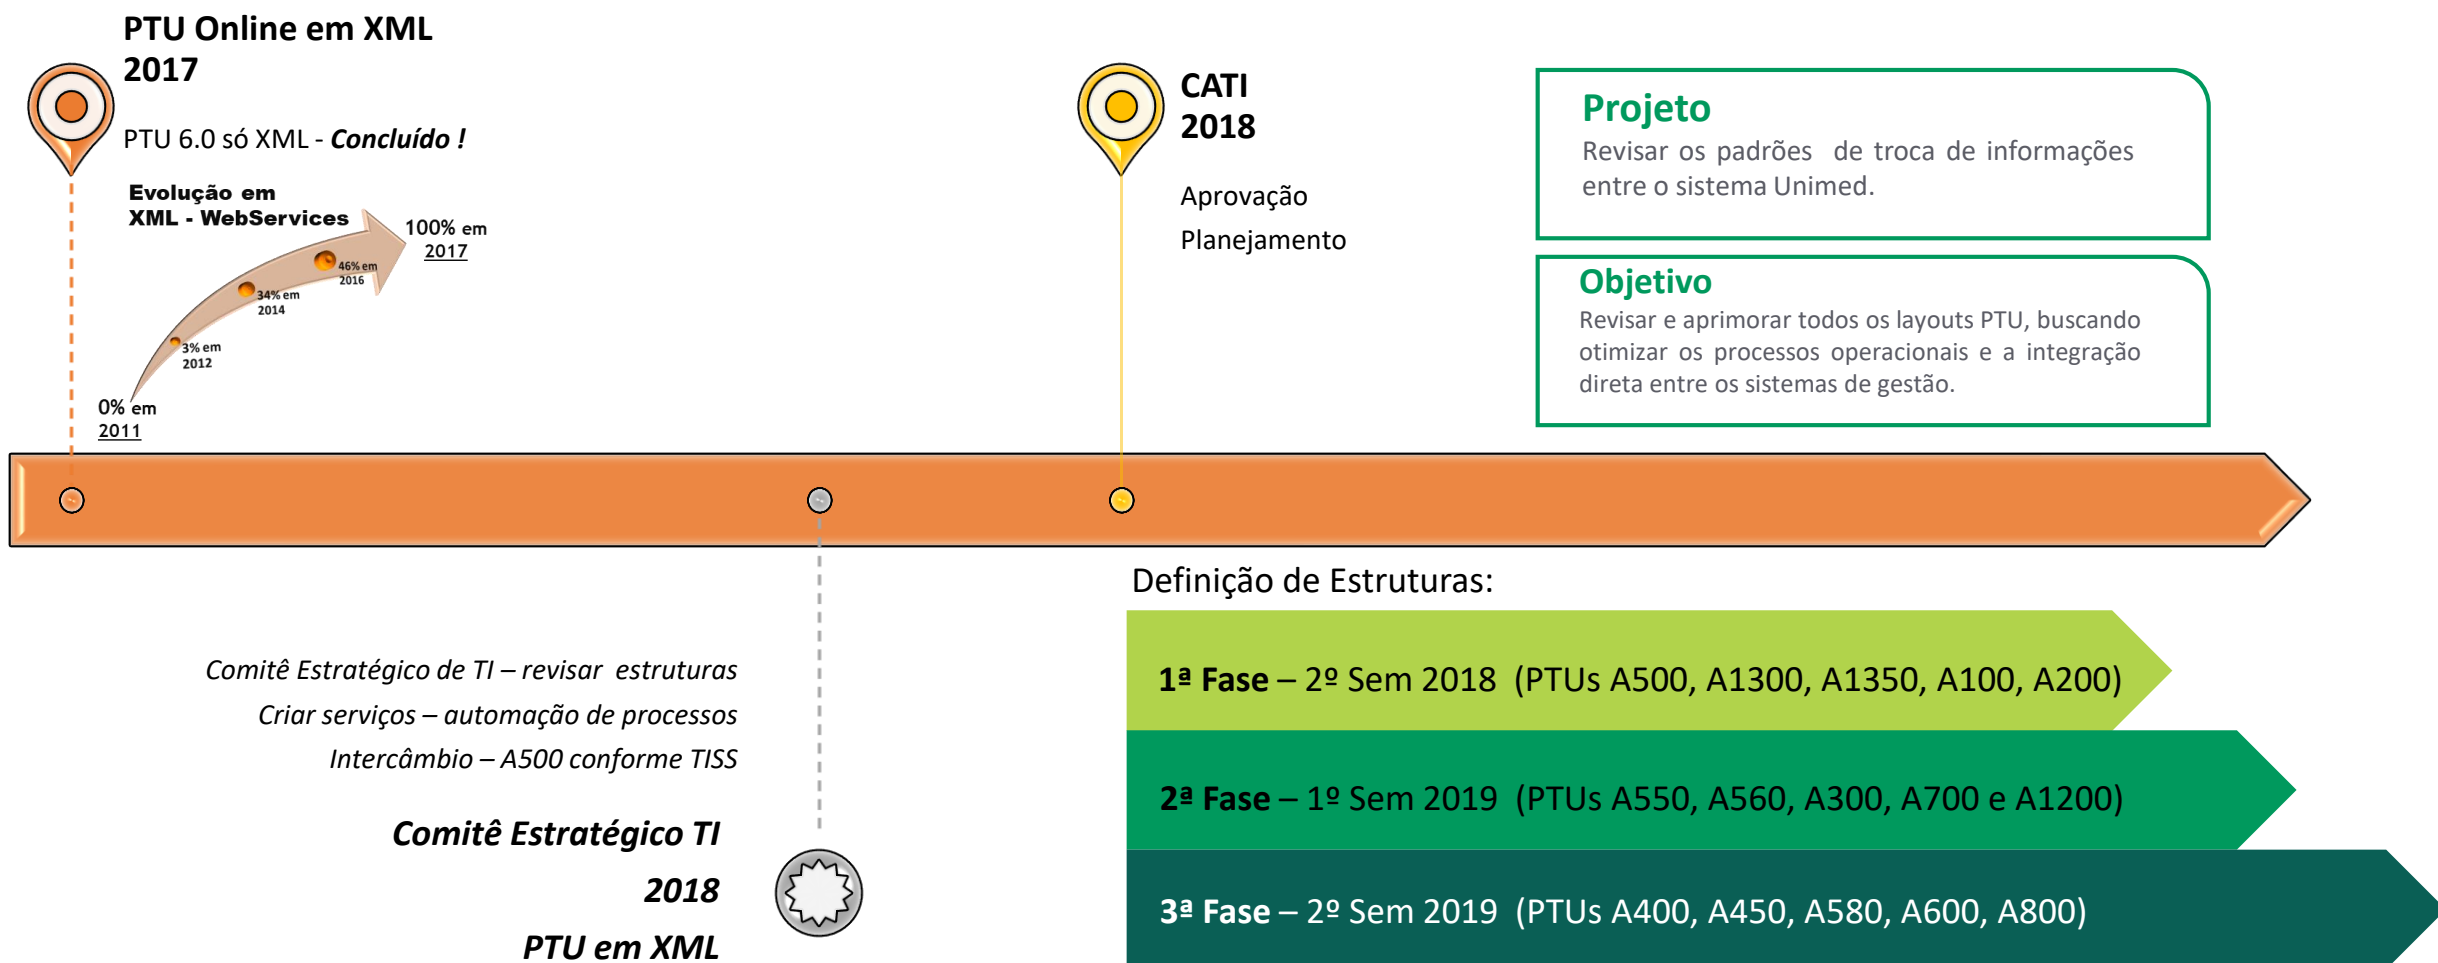 PTU Online em XML
2017
PTU 6.0 só XML - Concluído !
Evolução em
XML - WebServices
100% em
2017
46% em
2016
34% em
2014
3% em
2012
0% em
2011
CATI
2018
Aprovação
Planejamento
Projeto
Revisar os padrões de troca de informações
entre o sistema Unimed.
Objetivo
Revisar e aprimorar todos os layouts PTU, buscando
otimizar os processos operacionais e a integração
direta entre os sistemas de gestão.
Comitê Estratégico de TI – revisar estruturas
Criar serviços – automação de processos
Intercâmbio – A500 conforme TISS
Comitê Estratégico TI
2018
PTU em XML
Definição de Estruturas:
1ª Fase – 2º Sem 2018 (PTUs A500, A1300, A1350, A100, A200)
2ª Fase – 1º Sem 2019 (PTUs A550, A560, A300, A700 e A1200)
3ª Fase – 2º Sem 2019 (PTUs A400, A450, A580, A600, A800)